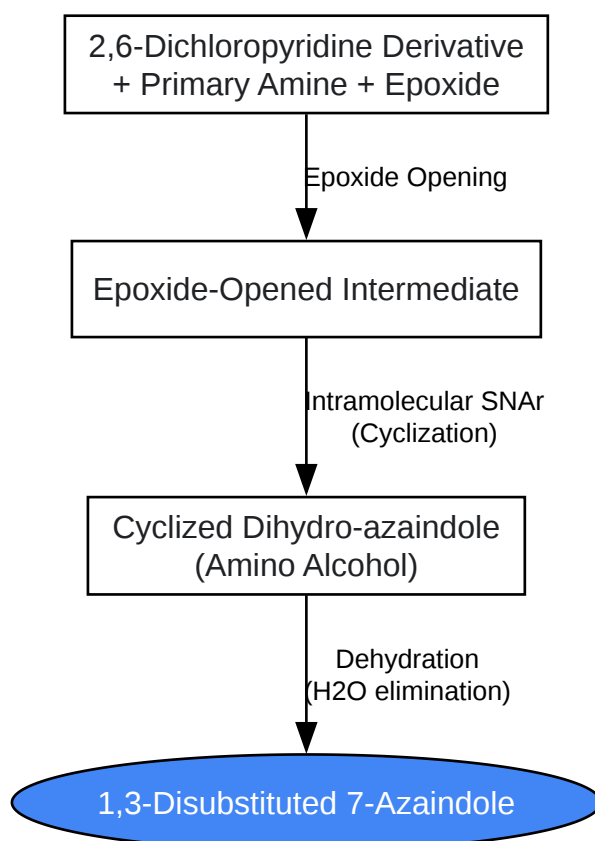 2,6-Dichloropyridine Derivative
+ Primary Amine + Epoxide
Epoxide Opening
Epoxide-Opened Intermediate
Intramolecular SNAr
(Cyclization)
Cyclized Dihydro-azaindole
(Amino Alcohol)
Dehydration
(H2O elimination)
1,3-Disubstituted 7-Azaindole